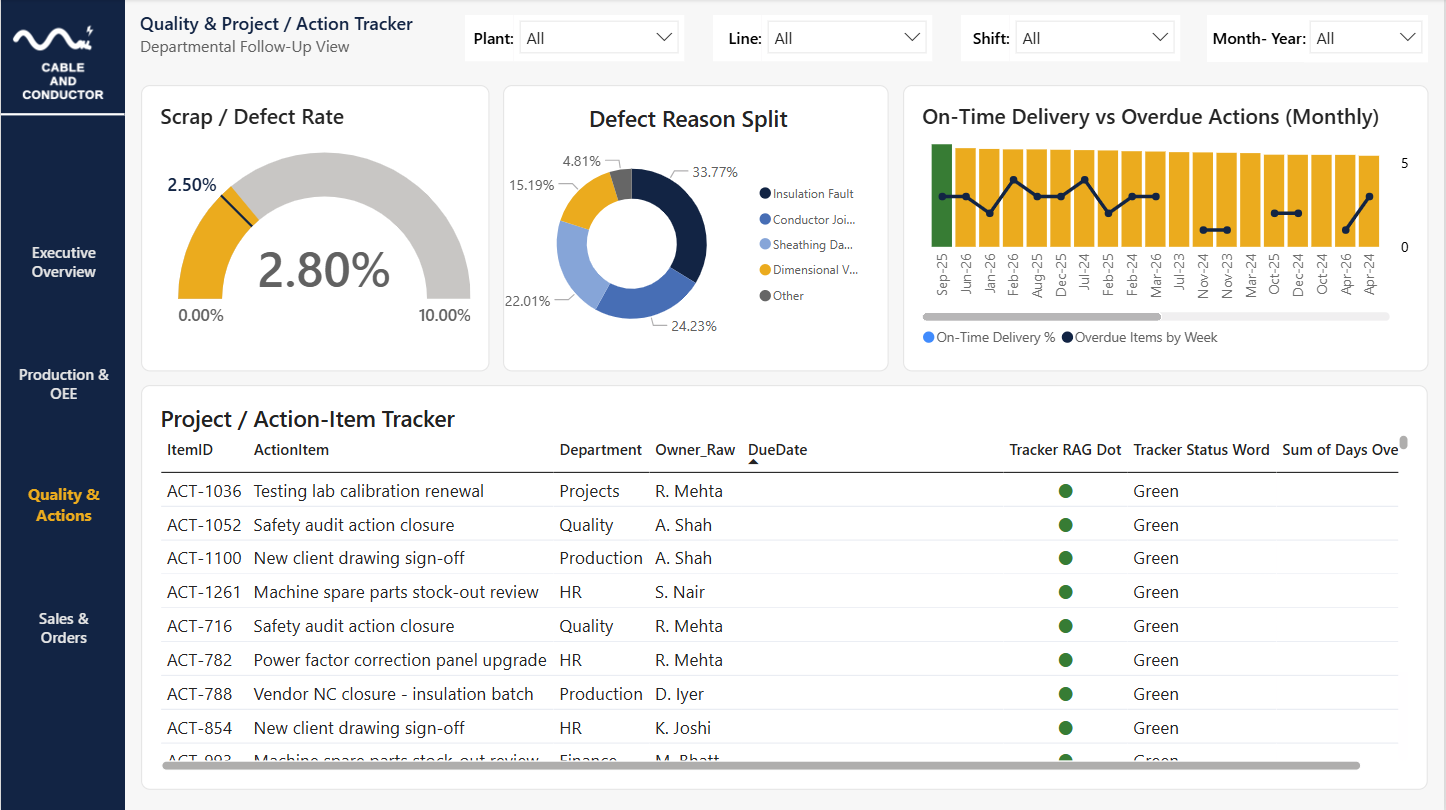 CABLE
AND
CONDUCTOR
Executive
Overview
Production &
OEE
Quality &
Actions
Sales &
Orders
Quality & Project / Action Tracker
Departmental Follow-Up View
Plant: All
Line: All
Shift: All
Month- Year: All
Scrap / Defect Rate
2.50%
2.80%
0.00% 10.00%
Defect Reason Split
4.81%
33.77%
15.19%
22.01%
24.23%
Insulation Fault
Conductor Joi...
Sheathing Da...
Dimensional V...
Other
On-Time Delivery vs Overdue Actions (Monthly)
5
0
Sep-25 Jun-26 Jan-26 Feb-26 Aug-25 Dec-25 Jul-24 Feb-25 Feb-24 Mar-26 Jul-23 Nov-24 Nov-23 Mar-24 Oct-25 Dec-24 Oct-24 Apr-26 Apr-24
On-Time Delivery % Overdue Items by Week
Project / Action-Item Tracker
ItemID ActionItem Department Owner_Raw DueDate Tracker RAG Dot Tracker Status Word Sum of Days Ove
ACT-1036 Testing lab calibration renewal Projects R. Mehta Green
ACT-1052 Safety audit action closure Quality A. Shah Green
ACT-1100 New client drawing sign-off Production A. Shah Green
ACT-1261 Machine spare parts stock-out review HR S. Nair Green
ACT-716 Safety audit action closure Quality R. Mehta Green
ACT-782 Power factor correction panel upgrade HR R. Mehta Green
ACT-788 Vendor NC closure - insulation batch Production D. Iyer Green
ACT-854 New client drawing sign-off HR K. Joshi Green
ACT-993 Machine spare parts stock-out review Finance M. Bhatt Green